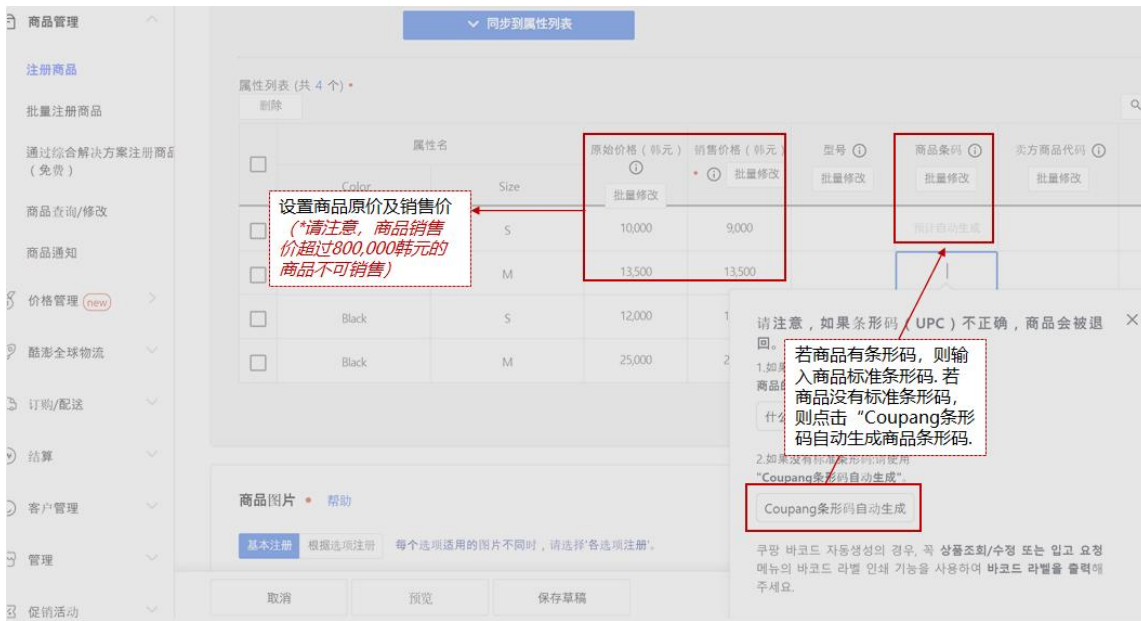 商品管理
注册商品
批量注册商品
通过综合解决方案注册商品
(免费)
商品查询/修改
商品通知
价格管理 new
酷澎全球物流
订购/配送
结算
客户管理
管理
促销活动
同步到属性列表
属性列表 (共 4 个)
删除
属性名
Color
Size
原始价格 (韩元)
批量修改
销售价格 (韩元)
批量修改
型号
批量修改
商品条码
批量修改
卖方商品代码
批量修改
S 10,000 9,000 预计自动生成
M 13,500 13,500
Black S 12,000
Black M 25,000
设置商品原价及销售价
(*请注意, 商品销售
价超过800,000韩元的
商品不可销售)
请注意,如果条形码(UPC)不正确,商品会被退
回。
若商品有条形码, 则输
入商品标准条形码. 若
商品没有标准条形码,
则点击“Coupang条形
码自动生成商品条形码.
2.如果没有标准条形码:请使用
"Coupang条形码自动生成"。
Coupang条形码自动生成
쿠팡 바코드 자동생성의 경우, 꼭 상품조회/수정 또는 입고 요청
메뉴의 바코드 라벨 인쇄 기능을 사용하여 바코드 라벨을 출력해
주세요.
商品图片 • 帮助
基本注册 根据选项注册 每个选项适用的图片不同时,请选择'各选项注册'。
取消 预览 保存草稿